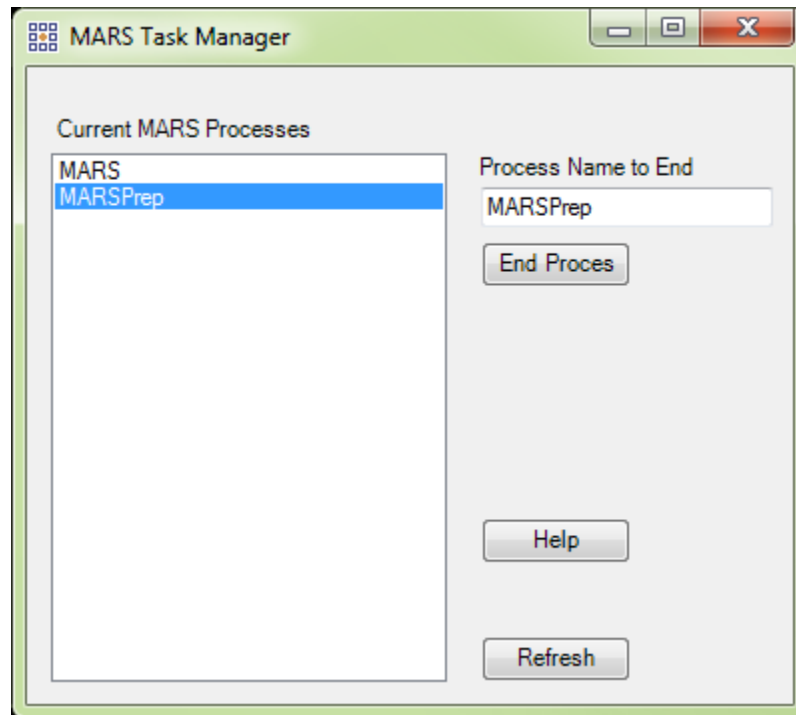 MARS Task Manager
Current MARS Processes
MARS
MARSPrep
Process Name to End
MARSPrep
End Proces
Help
Refresh